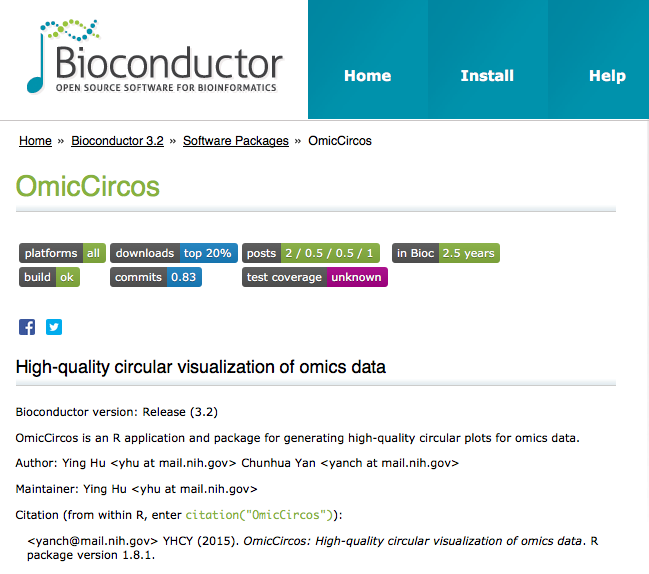 Bioconductor
OPEN SOURCE SOFTWARE FOR BIOINFORMATICS
Home
Install
Help
Home » Bioconductor 3.2 » Software Packages » OmicCircos
OmicCircos
platforms all downloads top 20% posts 2 / 0.5 / 0.5 / 1 in Bioc 2.5 years
build ok commits 0.83 test coverage unknown
High-quality circular visualization of omics data
Bioconductor version: Release (3.2)
OmicCircos is an R application and package for generating high-quality circular plots for omics data.
Author: Ying Hu <yhu at mail.nih.gov> Chunhua Yan <yanch at mail.nih.gov>
Maintainer: Ying Hu <yhu at mail.nih.gov>
Citation (from within R, enter citation("OmicCircos")):
<yanch@mail.nih.gov> YHCY (2015). OmicCircos: High-quality circular visualization of omics data. R
package version 1.8.1.